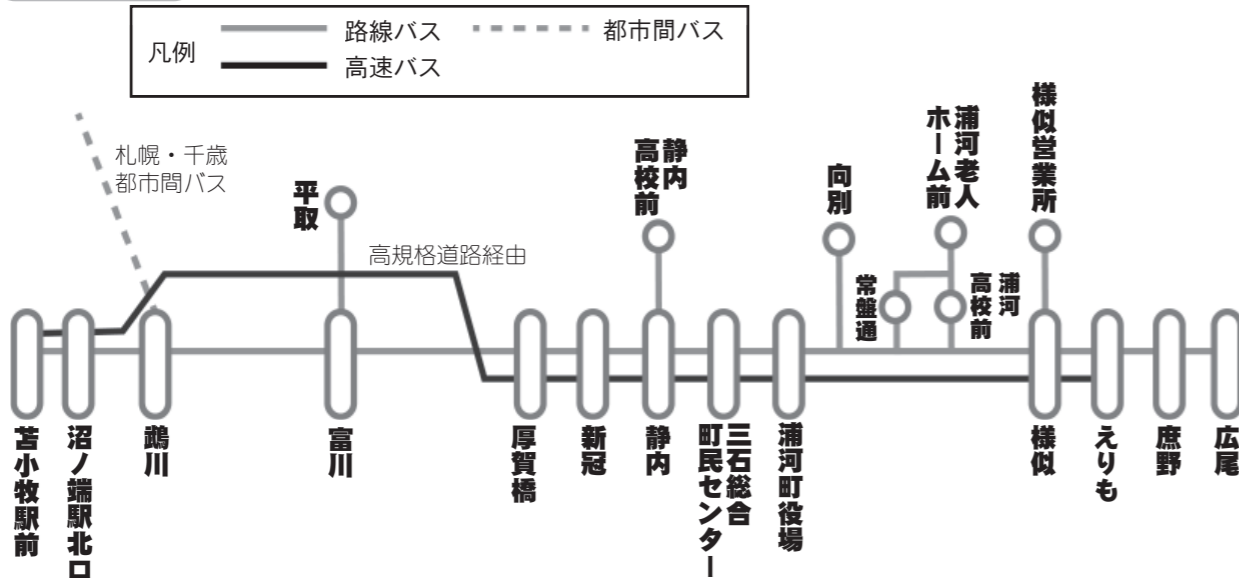 凡例
路線バス
都市間バス
高速バス
札幌・千歳
都市間バス
平取
高規格道路経由
静内
高校前
向別
常盤通
浦河老人
ホーム前
浦河
高校前
様似営業所
苫小牧駅前
沼ノ端駅北口
鵡川
富川
厚賀橋
新冠
静内
三石総合
町民センター
浦河町役場
様似
えりも
庶野
広尾